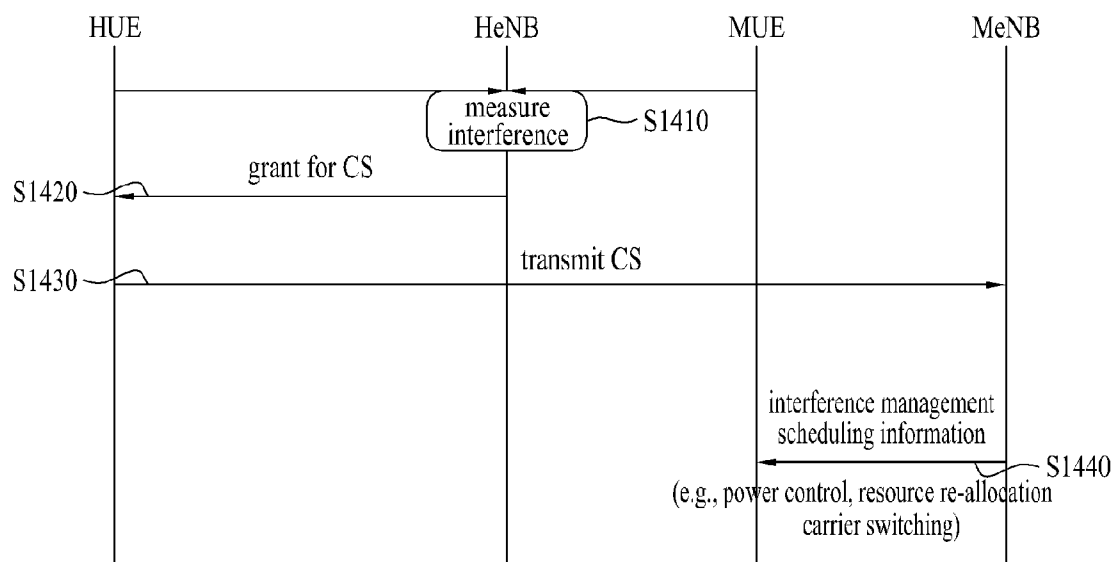 HUE HeNB MUE MeNB
measure
interference
S1410
grant for CS
S1420
transmit CS
S1430
interference management
scheduling information
S1440
(e.g., power control, resource re-allocation
carrier switching)